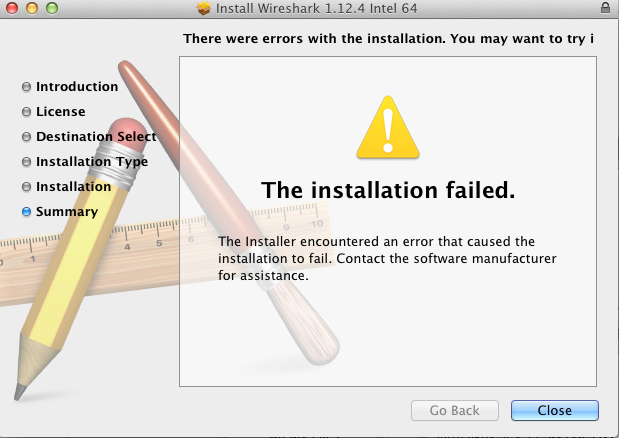 Install Wireshark 1.12.4 Intel 64
There were errors with the installation. You may want to try i
Introduction
License
Destination Select
Installation Type
Installation
Summary
The installation failed.
The Installer encountered an error that caused the
installation to fail. Contact the software manufacturer
for assistance.
Go Back
Close